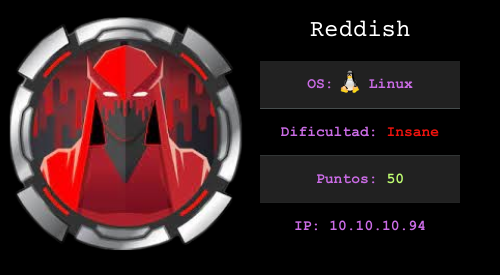 Reddish
OS: Linux
Dificultad: Insane
Puntos: 50
IP: 10.10.10.94